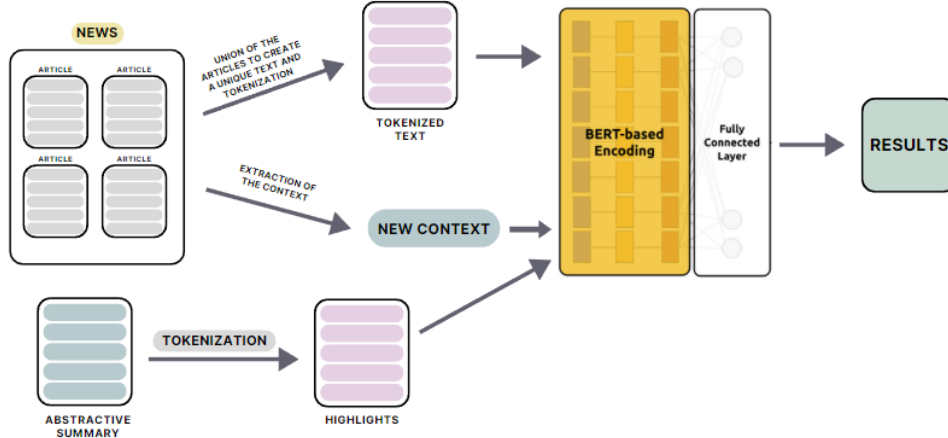 NEWS
ARTICLE
ARTICLE
ARTICLE
ARTICLE
UNION OF THE
ARTICLES TO CREATE
A UNIQUE TEXT AND
TOKENIZATION
TOKENIZED
TEXT
EXTRACTION OF
THE CONTEXT
NEW CONTEXT
BERT-based
Encoding
Fully
Connected
Layer
RESULTS
TOKENIZATION
ABSTRACTIVE
SUMMARY
HIGHLIGHTS